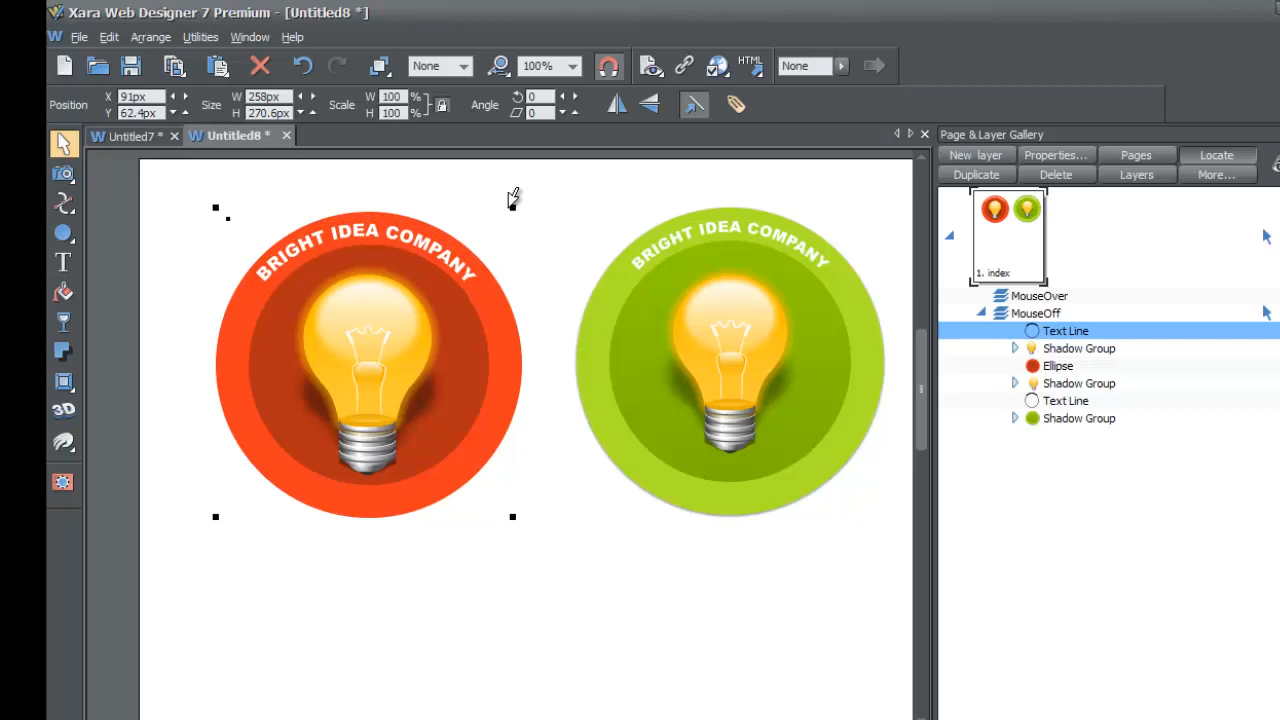 Xara Web Designer 7 Premium - [Untitled8 *]
File Edit Arrange Utilities Window Help
None 100% HTML None
Position X 91px Y 62.4px Size W 258px H 270.6px Scale W 100 H 100 % % Angle 0 0
Untitled7 * Untitled8 *
Page & Layer Gallery
New layer Properties... Pages Locate
Duplicate Delete Layers More...
1. index
MouseOver
MouseOff
Text Line
Shadow Group
Ellipse
Shadow Group
Text Line
Shadow Group
T
3D
BRIGHT IDEA COMPANY
BRIGHT IDEA COMPANY